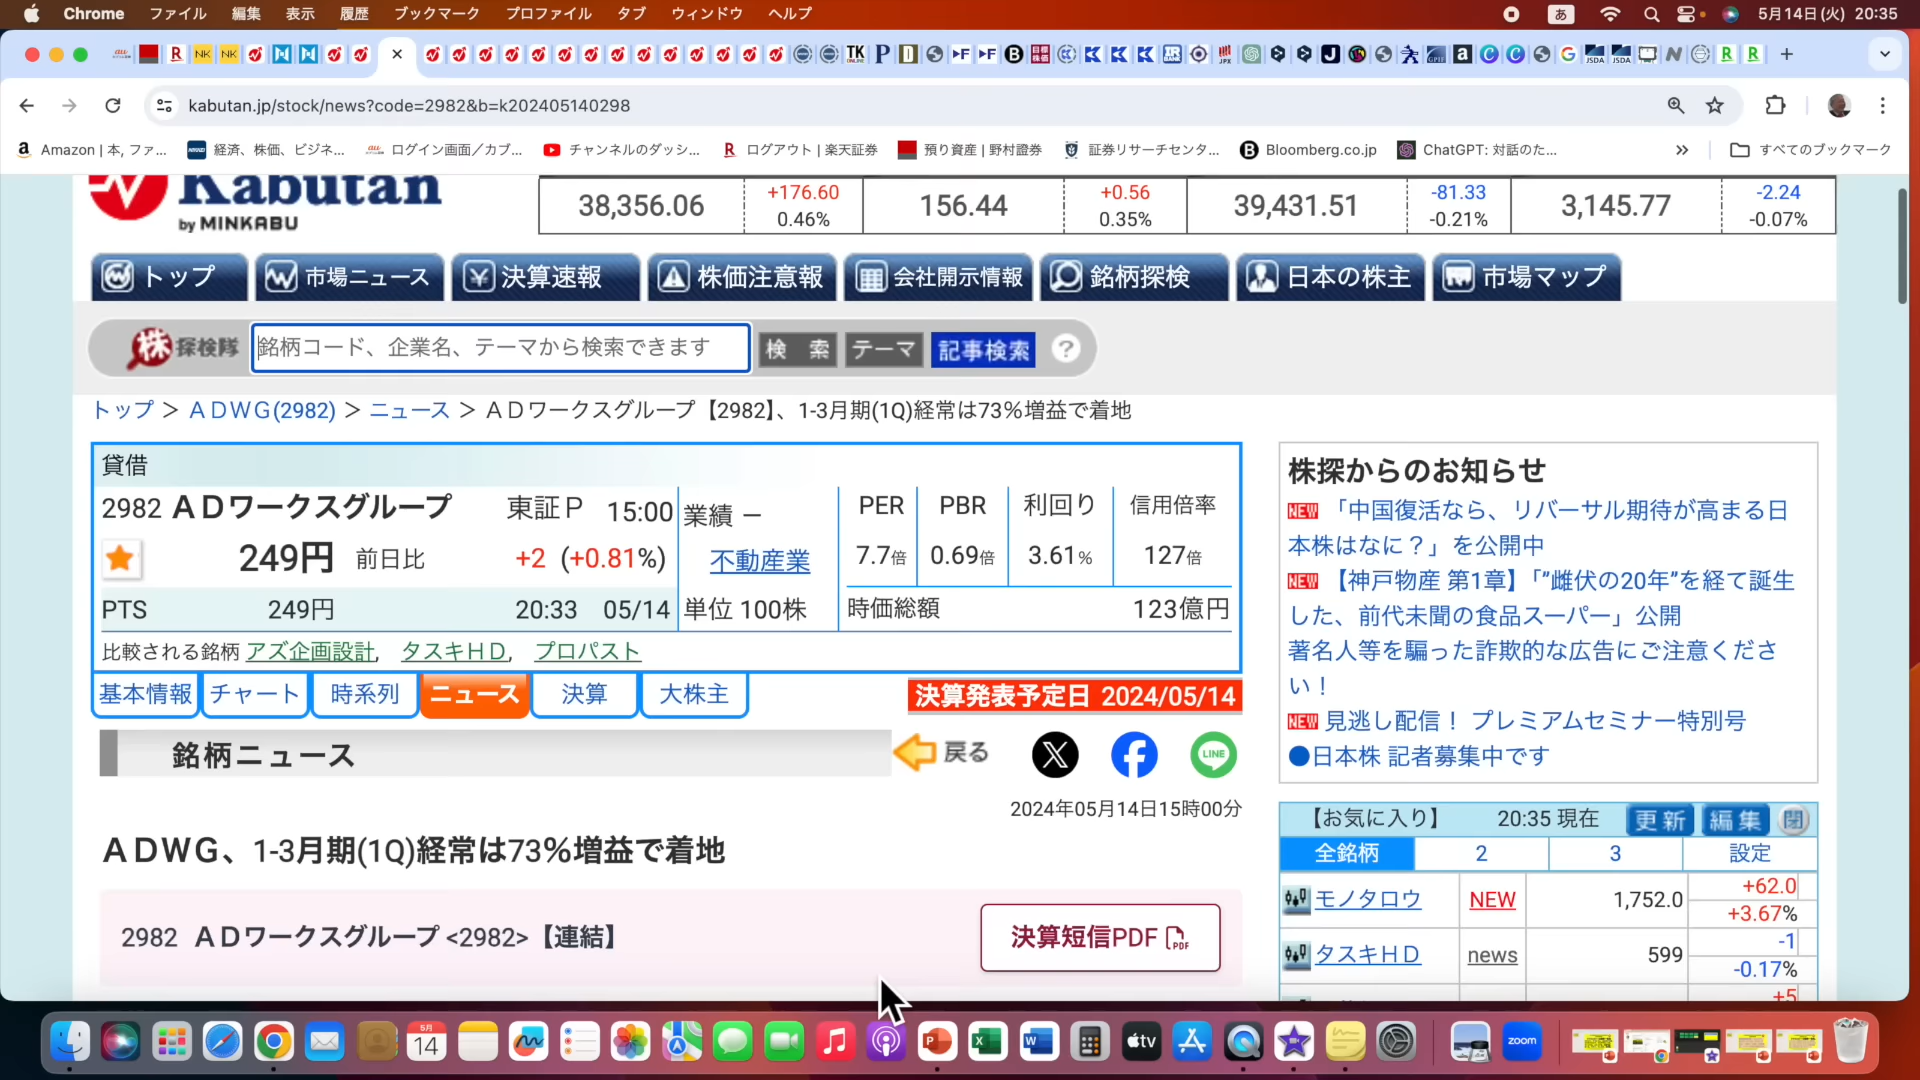 Chrome ファイル 編集 表示 履歴 ブックマーク プロファイル タブ ウィンドウ ヘルプ あ 5月14日(火) 20:35
kabutan.jp/stock/news?code=2982&b=k202405140298
Amazon | 本, ファ... 経済、株価、ビジネ... ログイン画面／カブ... チャンネルのダッシ... ログアウト | 楽天証券 預り資産 | 野村證券 証券リサーチセンタ... Bloomberg.co.jp ChatGPT: 対話のた... すべてのブックマーク
Kabutan
by MINKABU
38,356.06 +176.60 0.46% 156.44 +0.56 0.35% 39,431.51 -81.33 -0.21% 3,145.77 -2.24 -0.07%
トップ 市場ニュース 決算速報 株価注意報 会社開示情報 銘柄探検 日本の株主 市場マップ
株探検隊 銘柄コード、企業名、テーマから検索できます 検 索 テーマ 記事検索 ?
トップ > ＡＤＷＧ(2982) > ニュース > ＡＤワークスグループ【2982】、1-3月期(1Q)経常は73％増益で着地
貸借
2982 ＡＤワークスグループ 東証Ｐ 15:00 業績 ー PER PBR 利回り 信用倍率
249円 前日比 +2 (+0.81%) 不動産業 7.7倍 0.69倍 3.61% 127倍
PTS 249円 20:33 05/14 単位 100株 時価総額 123億円
比較される銘柄 アズ企画設計, タスキＨＤ, プロパスト
基本情報 チャート 時系列 ニュース 決算 大株主 決算発表予定日 2024/05/14
銘柄ニュース 戻る LINE
2024年05月14日15時00分
ＡＤＷＧ、1-3月期(1Q)経常は73％増益で着地
2982 ＡＤワークスグループ <2982>【連結】 決算短信PDF PDF
株探からのお知らせ
NEW 「中国復活なら、リバーサル期待が高まる日
本株はなに？」を公開中
NEW 【神戸物産 第1章】「”雌伏の20年”を経て誕生
した、前代未聞の食品スーパー」公開
著名人等を騙った詐欺的な広告にご注意くださ
い！
NEW 見逃し配信！ プレミアムセミナー特別号
●日本株 記者募集中です
【お気に入り】 20:35 現在 更新 編集 閉
全銘柄 2 3 設定
モノタロウ NEW 1,752.0 +62.0 +3.67%
タスキＨＤ news 599 -1 -0.17%
+5
5月
14
tv
zoom